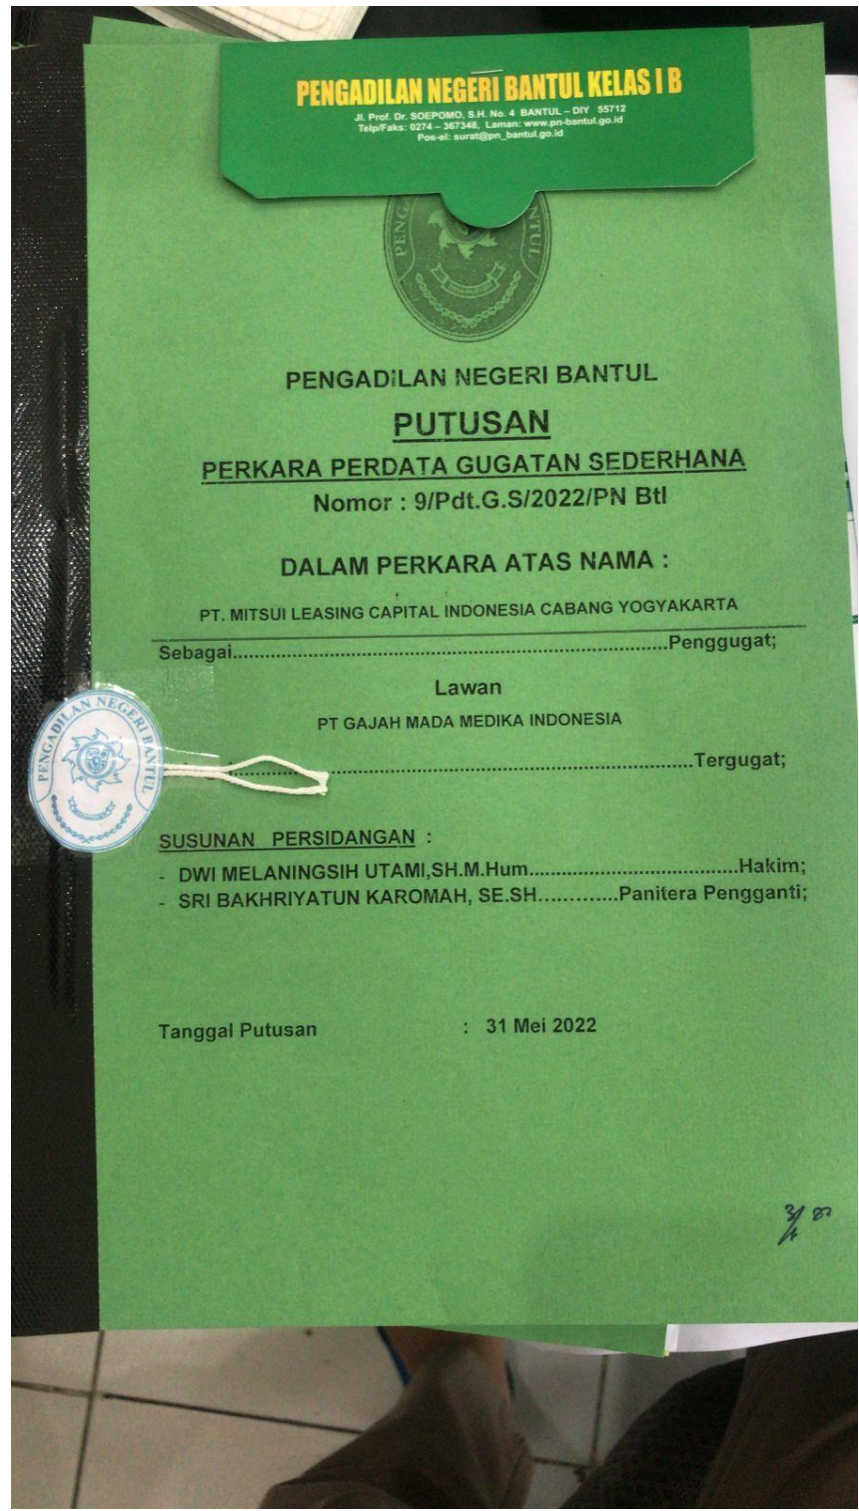 PENGADILAN NEGERI BANTUL KELAS I B
Jl. Prof. Dr. SOEPOMO, S.H. No. 4 BANTUL – DIY 55712
Telp/Faks: 0274 – 367348, Laman: www.pn-bantul.go.id
Pos-el: surat@pn_bantul.go.id
PENGADILAN NEGERI BANTUL
PUTUSAN
PERKARA PERDATA GUGATAN SEDERHANA
Nomor : 9/Pdt.G.S/2022/PN Btl
DALAM PERKARA ATAS NAMA :
PT. MITSUI LEASING CAPITAL INDONESIA CABANG YOGYAKARTA
Sebagai..............................................................................Penggugat;
Lawan
PT GAJAH MADA MEDIKA INDONESIA
..............................................................................Tergugat;
PENGADILAN NEGERI BANTUL
SUSUNAN PERSIDANGAN :
- DWI MELANINGSIH UTAMI,SH.M.Hum.....................................Hakim;
- SRI BAKHRIYATUN KAROMAH, SE.SH.............Panitera Pengganti;
Tanggal Putusan : 31 Mei 2022